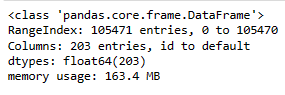 <class 'pandas.core.frame.DataFrame'>
RangeIndex: 105471 entries, 0 to 105470
Columns: 203 entries, id to default
dtypes: float64(203)
memory usage: 163.4 MB